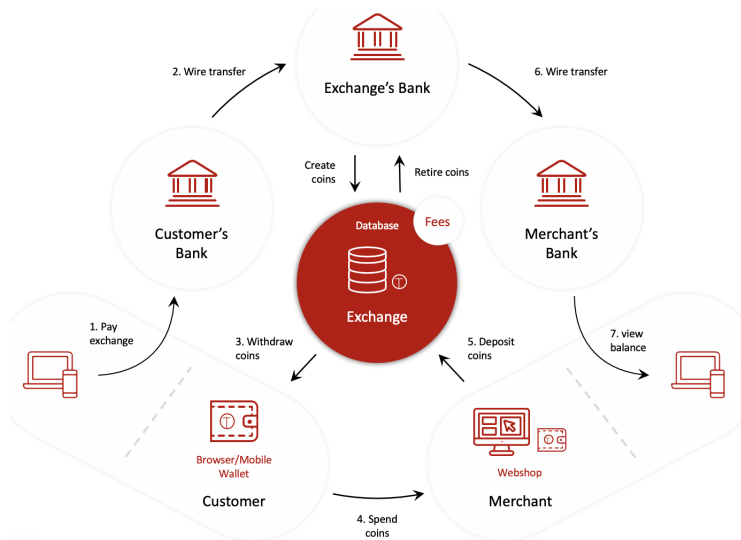 2. Wire transfer
Exchange's Bank
6. Wire transfer
Create
coins
Retire coins
Customer's
Bank
Database
Fees
Exchange
Merchant's
Bank
1. Pay
exchange
3. Withdraw
coins
5. Deposit
coins
7. view
balance
Browser/Mobile
Wallet
Customer
Webshop
Merchant
4. Spend
coins